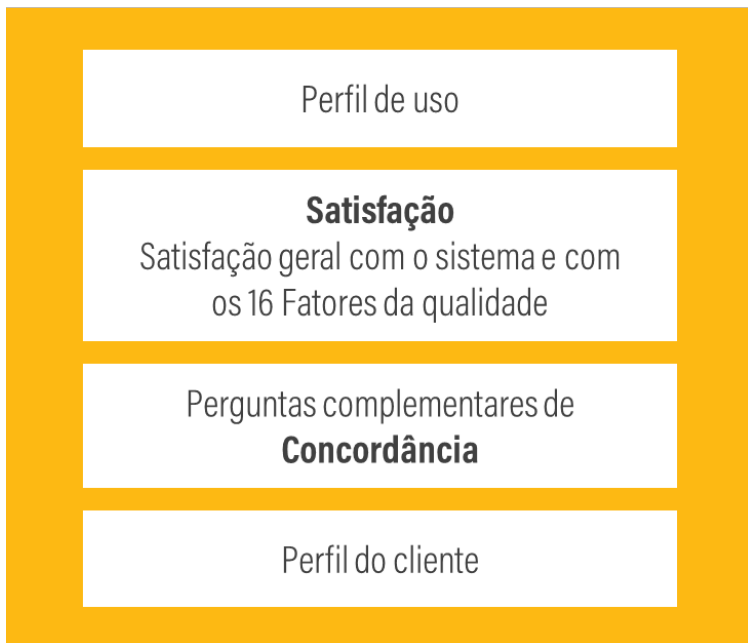 Perfil de uso
Satisfação
Satisfação geral com o sistema e com
os 16 Fatores da qualidade
Perguntas complementares de
Concordância
Perfil do cliente